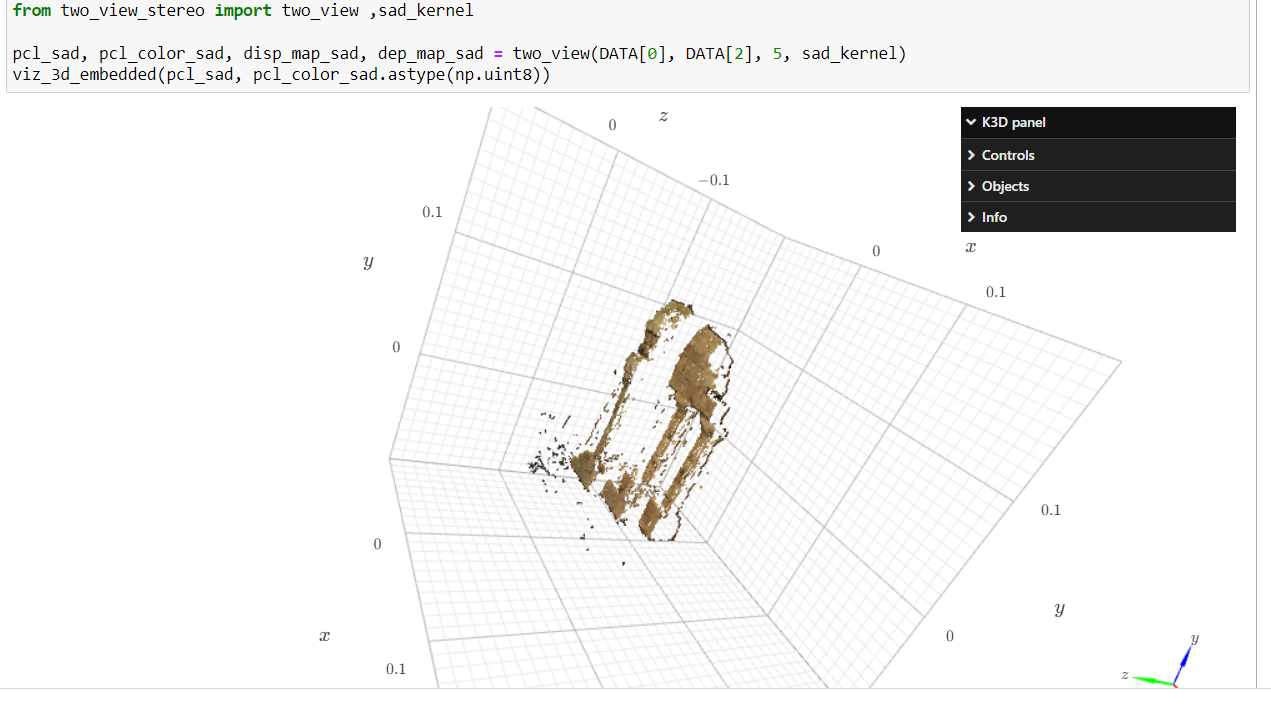 from two_view_stereo import two_view ,sad_kernel
pcl_sad, pcl_color_sad, disp_map_sad, dep_map_sad = two_view(DATA[0], DATA[2], 5, sad_kernel)
viz_3d_embedded(pcl_sad, pcl_color_sad.astype(np.uint8))
K3D panel
Controls
Objects
Info
z
0
−0.1
0.1
y
0
x
0
0.1
0
0.1
y
x
0
0.1
y
z